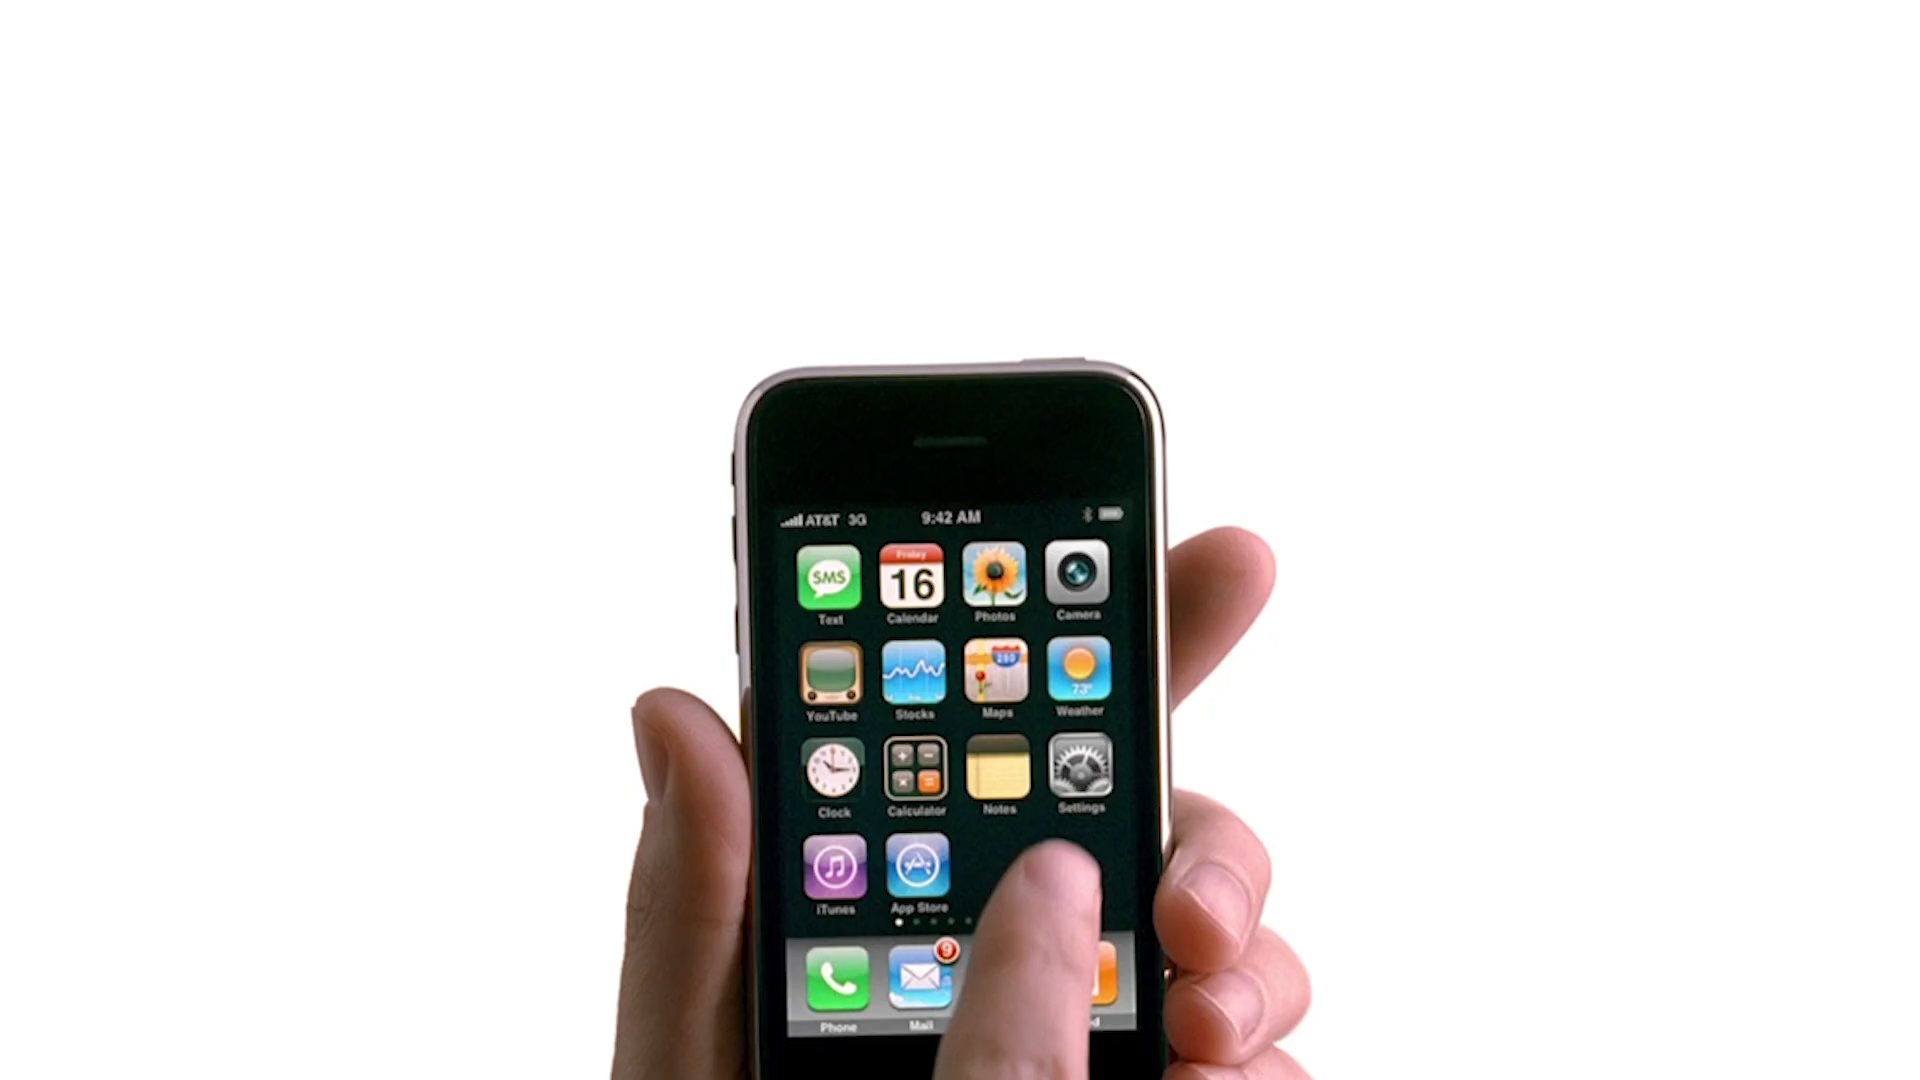 AT&T 3G 9:42 AM
SMS Friday 16
Text Calendar Photos Camera
280 73°
YouTube Stocks Maps Weather
Clock Calculator Notes Settings
iTunes App Store
9
Phone Mail